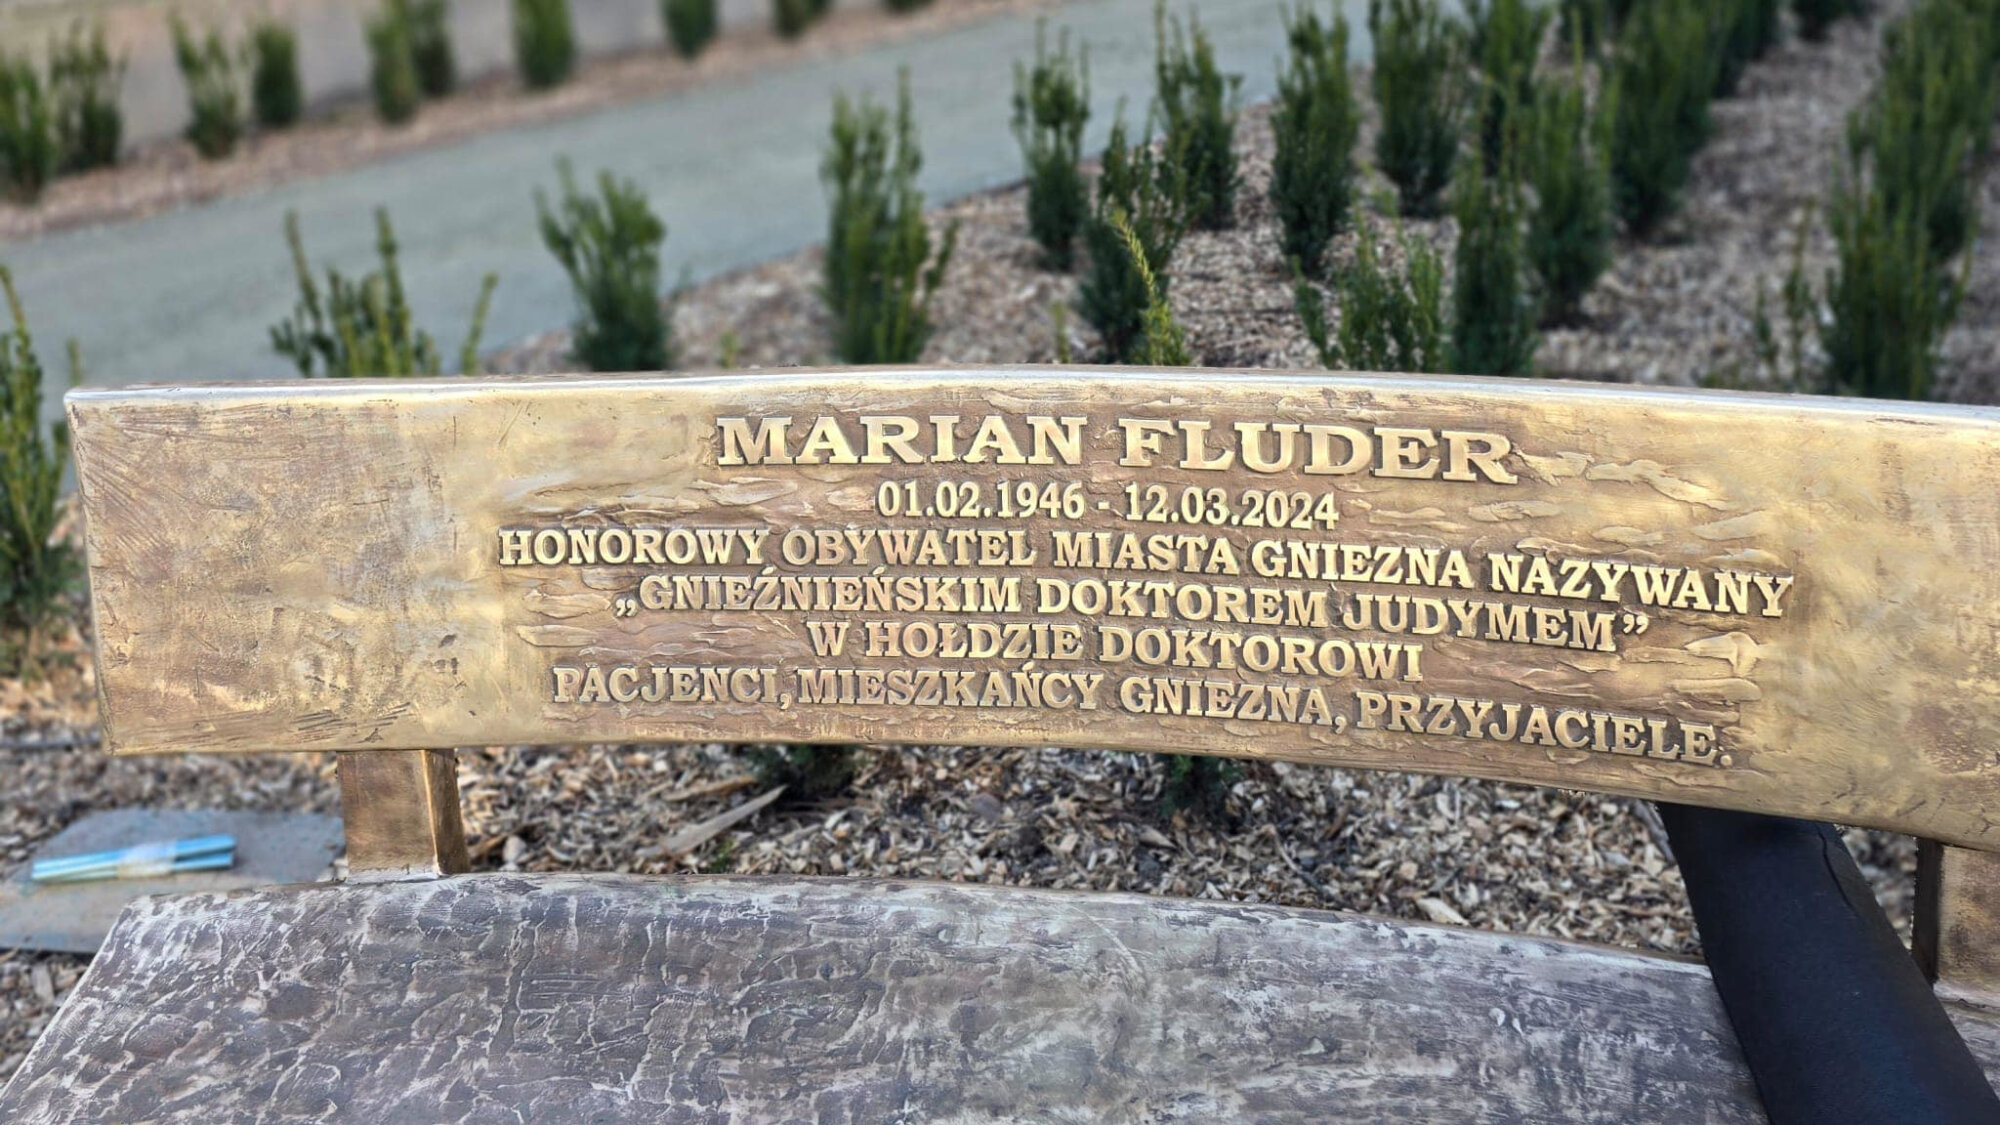 MARIAN FLUDER
01.02.1946 - 12.03.2024
HONOROWY OBYWATEL MIASTA GNIEZNA NAZYWANY
„GNIEŹNIEŃSKIM DOKTOREM JUDYMEM”
W HOŁDZIE DOKTOROWI
PACJENCI, MIESZKAŃCY GNIEZNA, PRZYJACIELE.